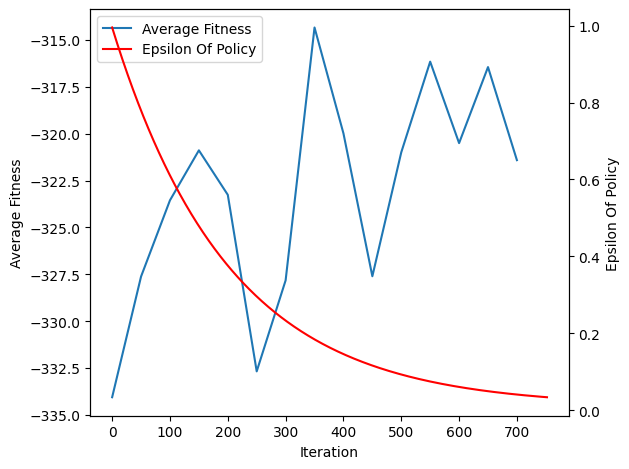 Average Fitness
Epsilon Of Policy
−315.0
−317.5
−320.0
−322.5
−325.0
−327.5
−330.0
−332.5
−335.0
Average Fitness
1.0
0.8
0.6
0.4
0.2
0.0
Epsilon Of Policy
0 100 200 300 400 500 600 700
Iteration